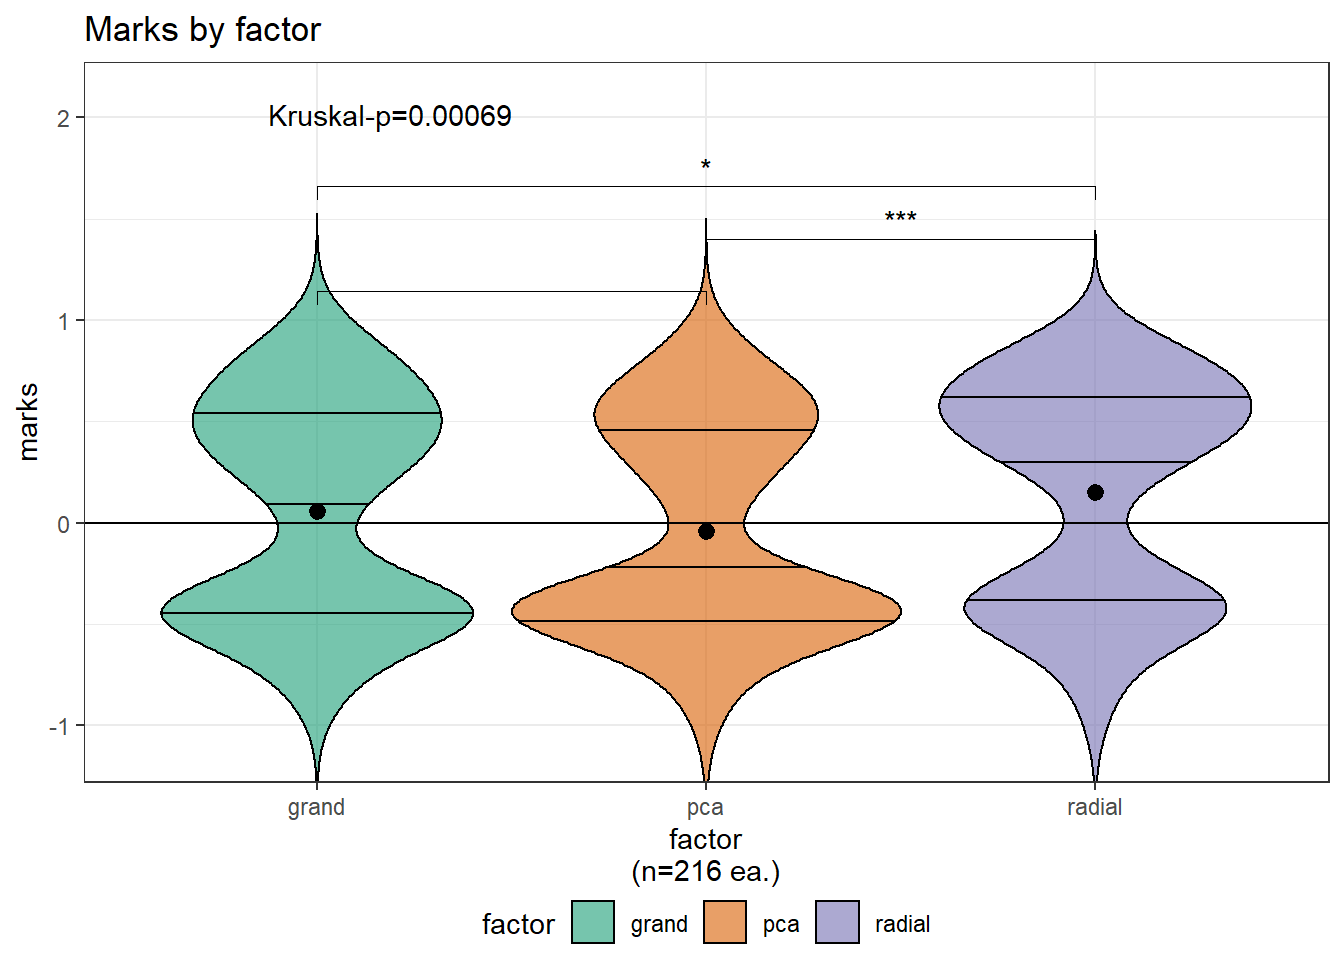 Marks by factor
Kruskal-p=0.00069
*
***
2
1
0
-1
marks
grand pca radial
factor
(n=216 ea.)
factor grand pca radial